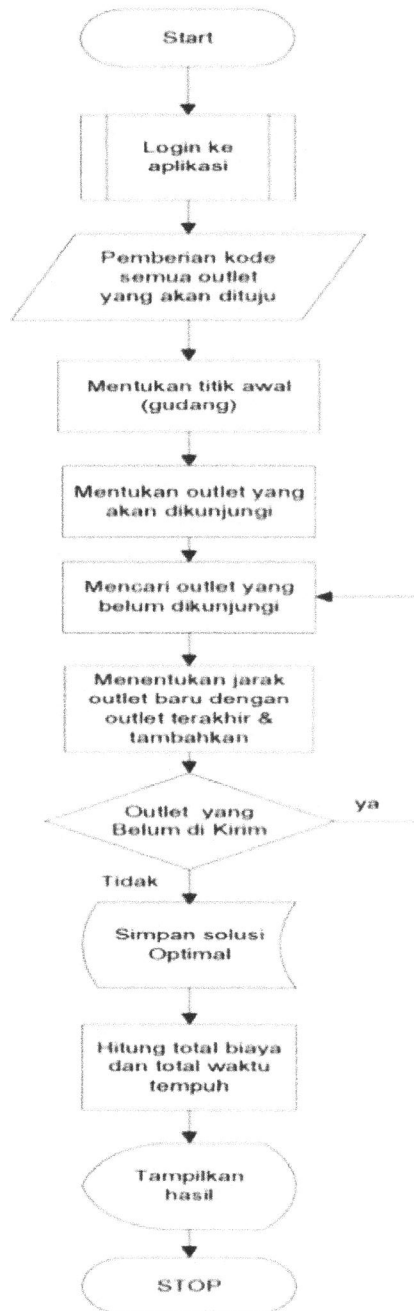 Start
Login ke
aplikasi
Pemberian kode
semua outlet
yang akan dituju
Mentukan titik awal
(gudang)
Mentukan outlet yang
akan dikunjungi
Mencari outlet yang
belum dikunjungi
Menentukan jarak
outlet baru dengan
outlet terakhir &
tambahkan
Outlet yang
Belum di Kirim
ya
Tidak
Simpan solusi
Optimal
Hitung total biaya
dan total waktu
tempuh
Tampilkan
hasil
STOP